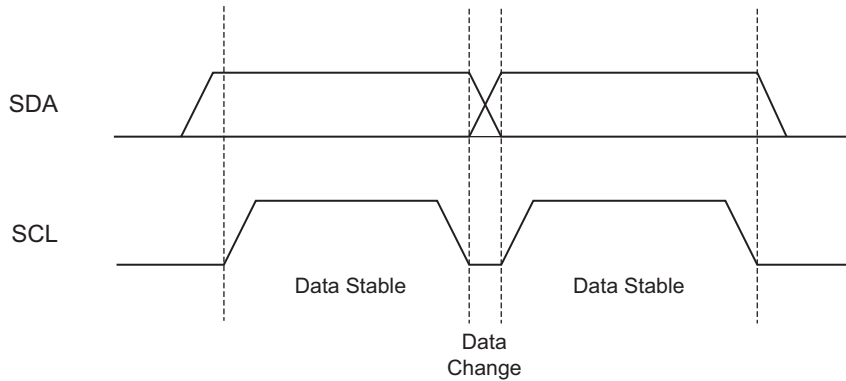 SDA
SCL
Data Stable
Data Stable
Data
Change